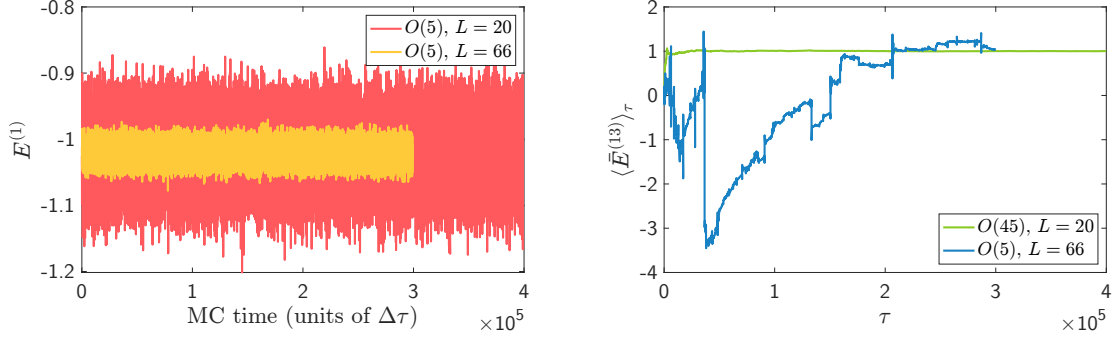 -0.8
-0.9
-1
-1.1
-1.2
E^{(1)}
O(5), L = 20
O(5), L = 66
0 1 2 3 4
MC time (units of Δτ)
×10^5
4
3
2
1
0
-1
-2
-3
-4
⟨Ē^{(13)}⟩_τ
O(45), L = 20
O(5), L = 66
0 1 2 3 4
τ
×10^5